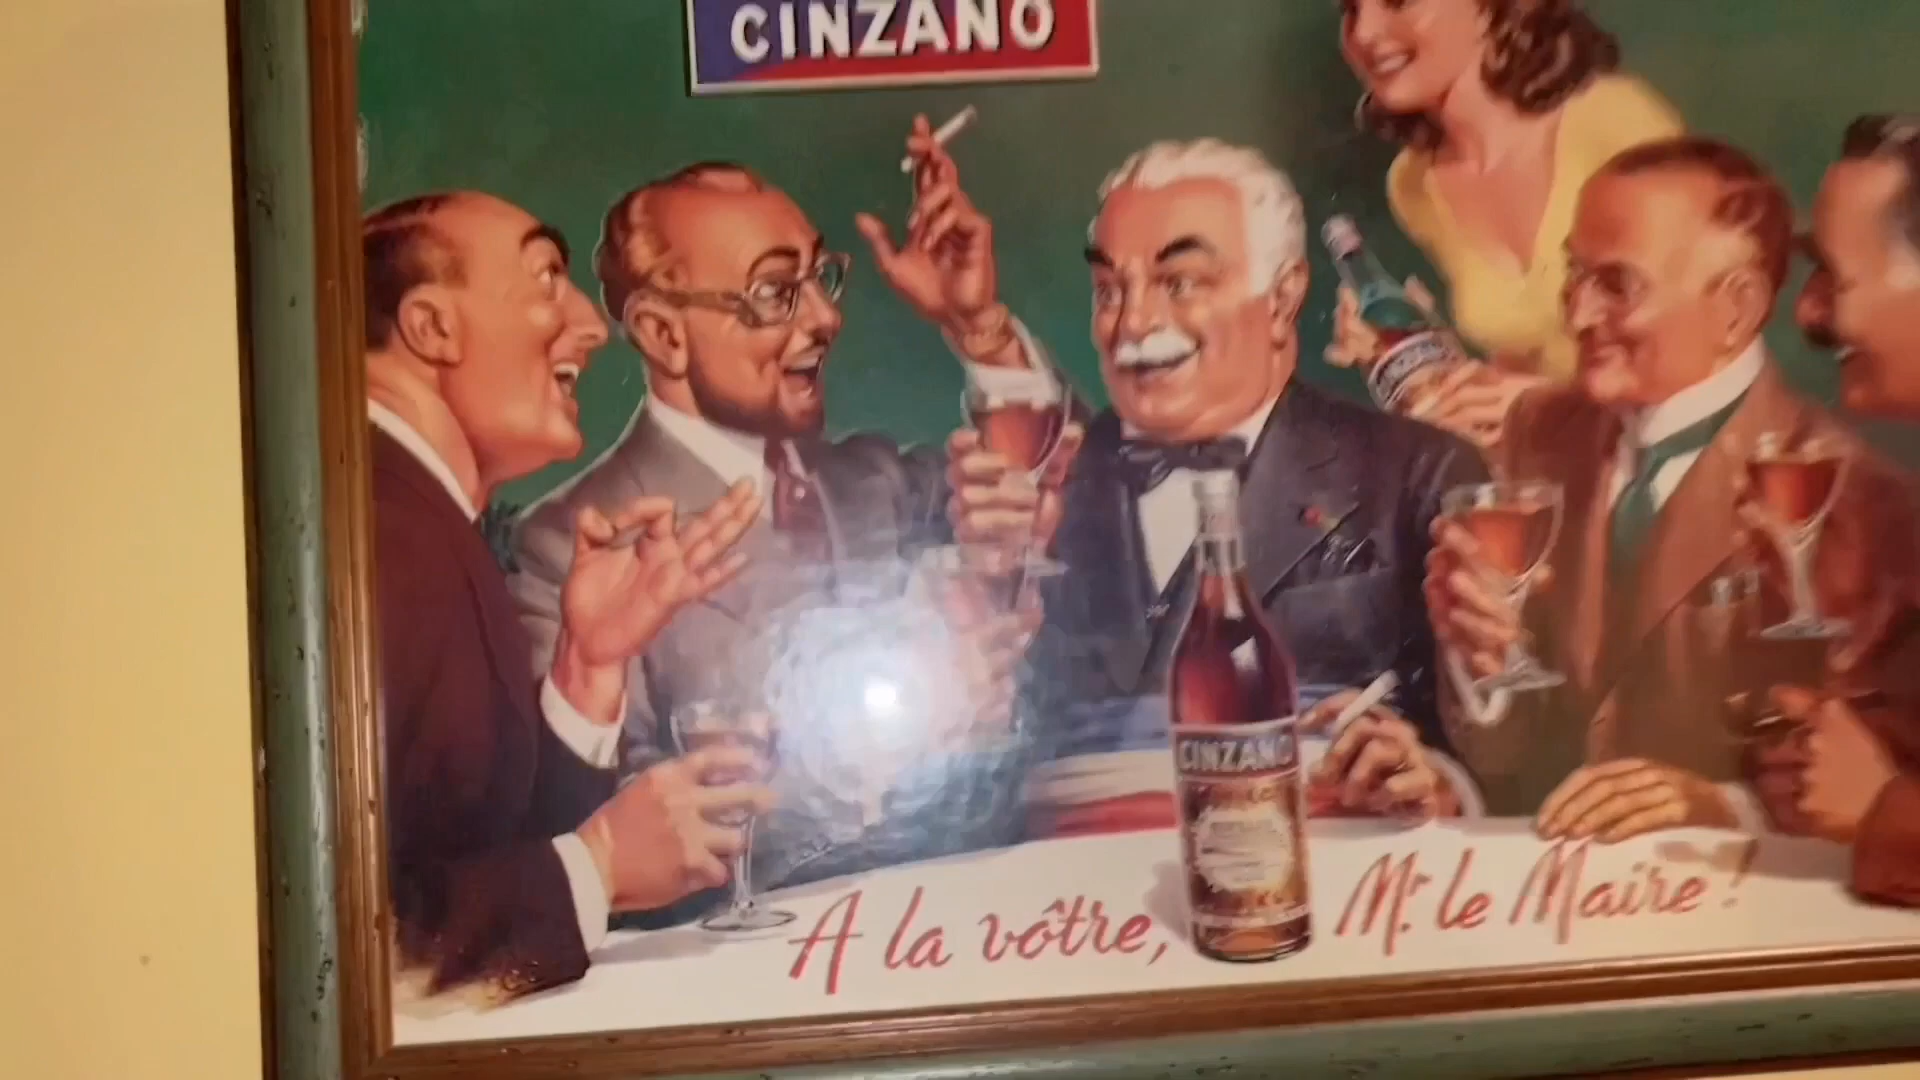 CINZANO
CINZANO
A la vôtre, Mr. le Maire !